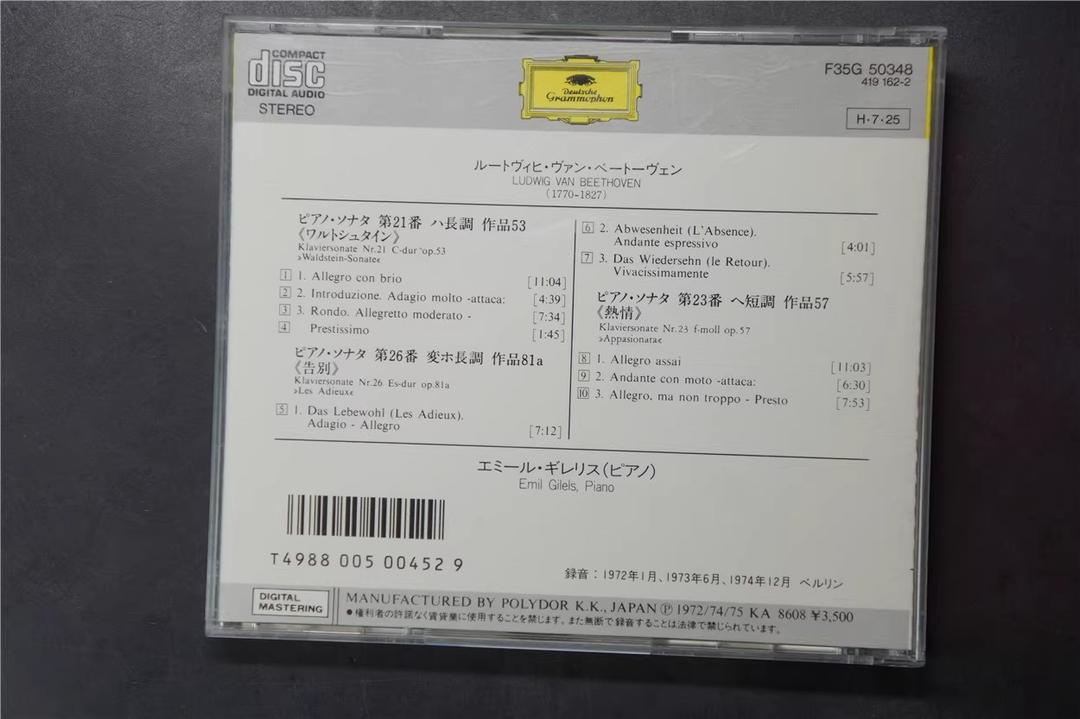 COMPACT
disc
DIGITAL AUDIO
STEREO
Deutsche
Grammophon
F35G 50348
419 162-2
H・7・25
ルートヴィヒ・ヴァン・ベートーヴェン
LUDWIG VAN BEETHOVEN
(1770-1827)
ピアノ・ソナタ 第21番 ハ長調 作品53
《ワルトシュタイン》
Klaviersonate Nr.21 C-dur op.53
»Waldstein-Sonate«
1 1. Allegro con brio [11:04]
2 2. Introduzione. Adagio molto -attaca: [4:39]
3 3. Rondo. Allegretto moderato - [7:34]
4 Prestissimo [1:45]
ピアノ・ソナタ 第26番 変ホ長調 作品81a
《告別》
Klaviersonate Nr.26 Es-dur op.81a
»Les Adieux«
5 1. Das Lebewohl (Les Adieux).
Adagio - Allegro [7:12]
6 2. Abwesenheit (L'Absence).
Andante espressivo [4:01]
7 3. Das Wiedersehn (le Retour).
Vivacissimamente [5:57]
ピアノ・ソナタ 第23番 ヘ短調 作品57
《熱情》
Klaviersonate Nr.23 f-moll op.57
»Appasionata«
8 1. Allegro assai [11:03]
9 2. Andante con moto -attaca: [6:30]
10 3. Allegro, ma non troppo - Presto [7:53]
エミール・ギレリス(ピアノ)
Emil Gilels, Piano
T4988 005 00452 9
録音：1972年1月、1973年6月、1974年12月 ベルリン
DIGITAL
MASTERING
MANUFACTURED BY POLYDOR K.K., JAPAN Ⓟ 1972/74/75 KA 8608 ¥3,500
●権利者の許諾なく賃貸業に使用することを禁じます。また無断で録音することは法律で禁じられています。